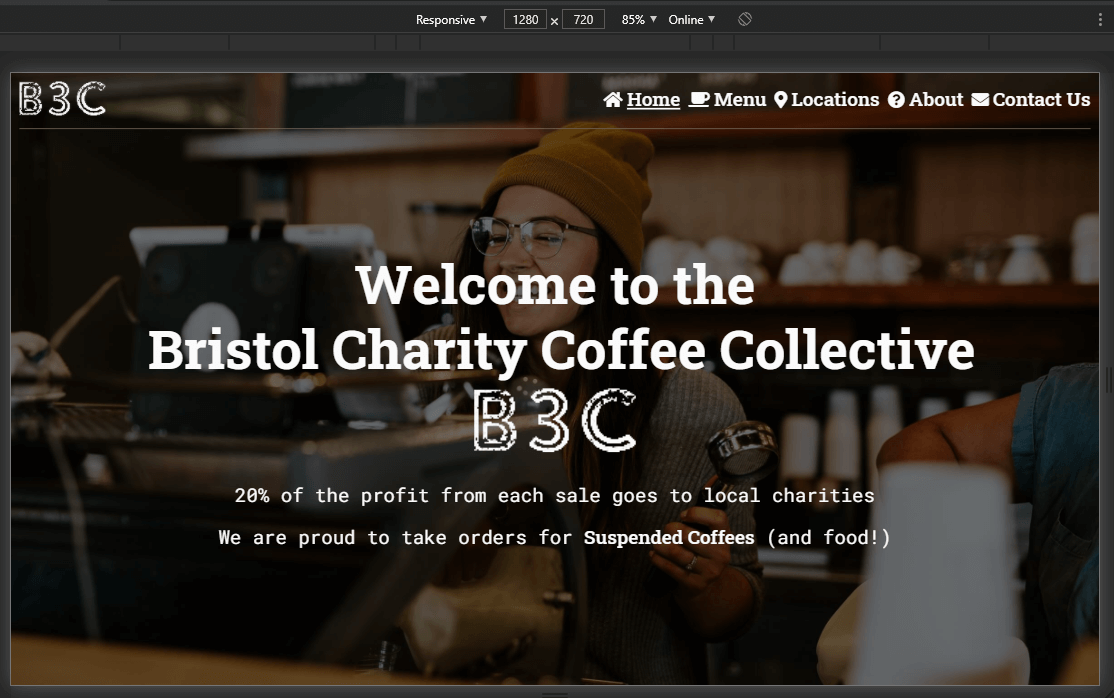 Responsive ▼ 1280 × 720 85% ▼ Online ▼
B3C Home Menu Locations About Contact Us
Welcome to the
Bristol Charity Coffee Collective
B3C
20% of the profit from each sale goes to local charities
We are proud to take orders for Suspended Coffees (and food!)